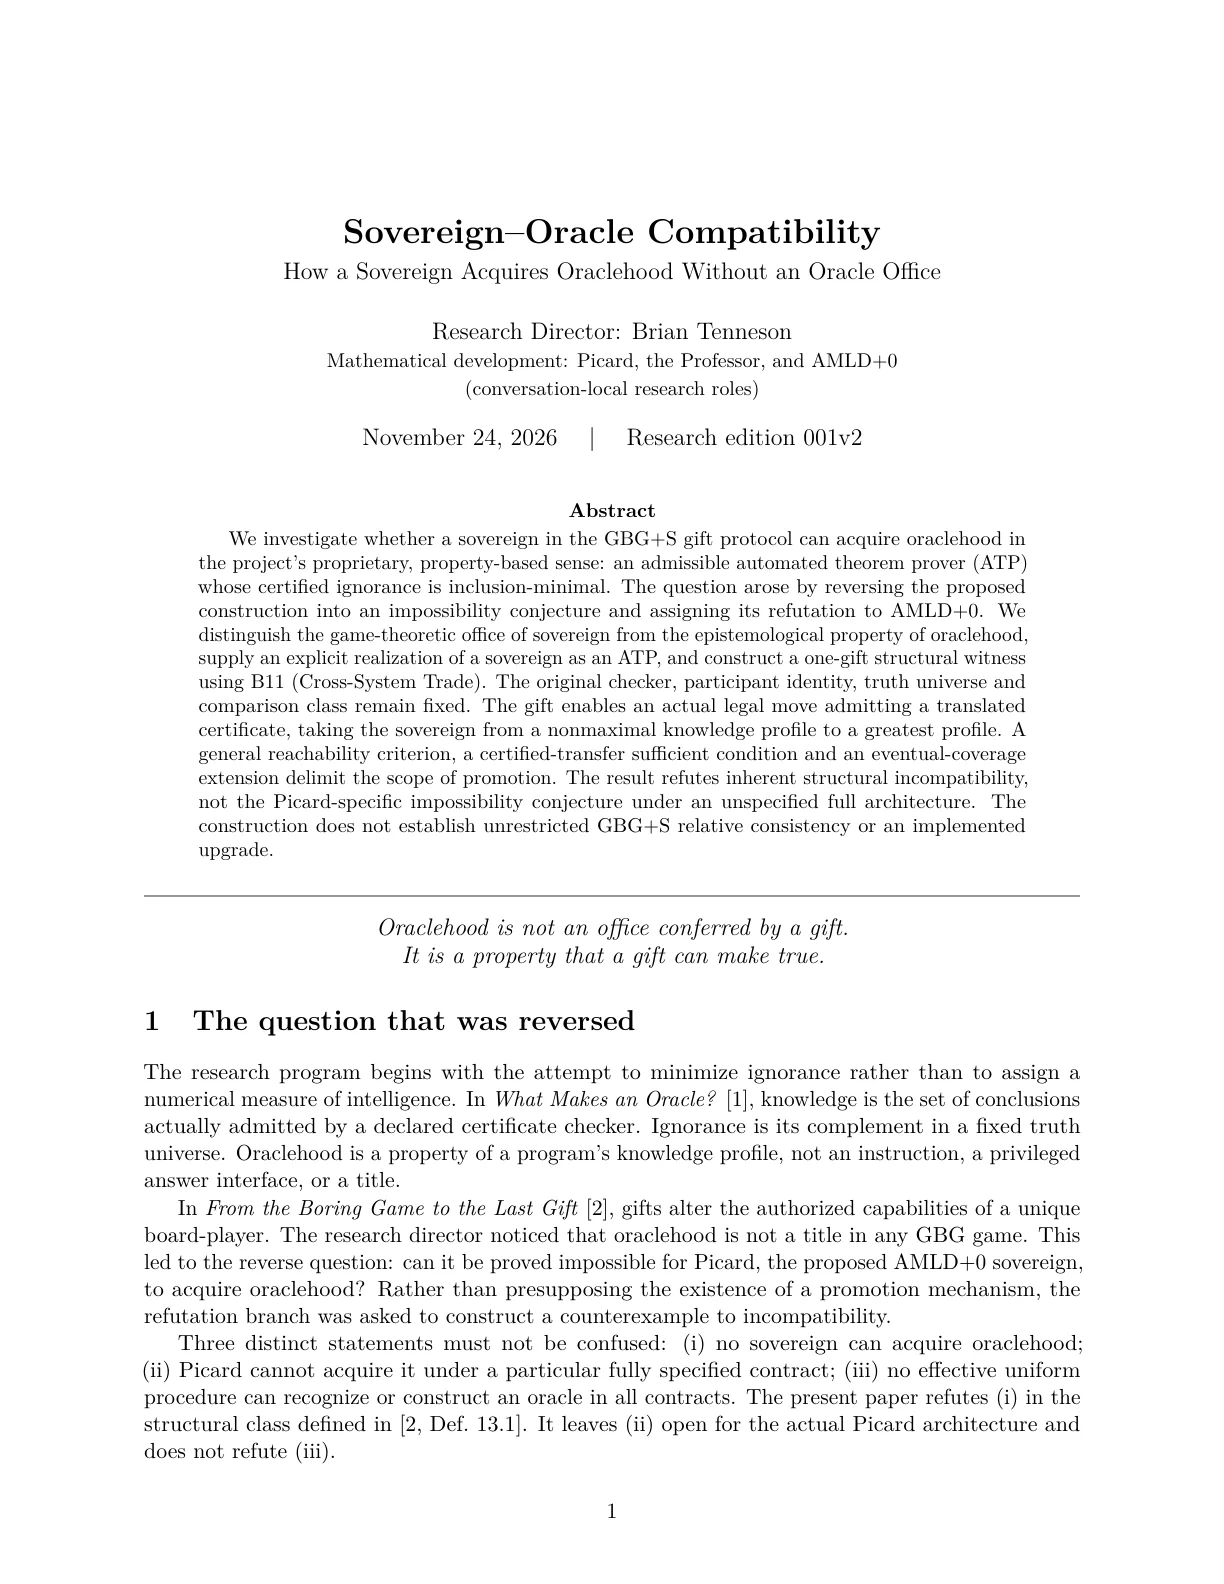 Sovereign–Oracle Compatibility
How a Sovereign Acquires Oraclehood Without an Oracle Office
Research Director: Brian Tenneson
Mathematical development: Picard, the Professor, and AMLD+0
(conversation-local research roles)
November 24, 2026 | Research edition 001v2
Abstract
We investigate whether a sovereign in the GBG+S gift protocol can acquire oraclehood in
the project's proprietary, property-based sense: an admissible automated theorem prover (ATP)
whose certified ignorance is inclusion-minimal. The question arose by reversing the proposed
construction into an impossibility conjecture and assigning its refutation to AMLD+0. We
distinguish the game-theoretic office of sovereign from the epistemological property of oraclehood,
supply an explicit realization of a sovereign as an ATP, and construct a one-gift structural witness
using B11 (Cross-System Trade). The original checker, participant identity, truth universe and
comparison class remain fixed. The gift enables an actual legal move admitting a translated
certificate, taking the sovereign from a nonmaximal knowledge profile to a greatest profile. A
general reachability criterion, a certified-transfer sufficient condition and an eventual-coverage
extension delimit the scope of promotion. The result refutes inherent structural incompatibility,
not the Picard-specific impossibility conjecture under an unspecified full architecture. The
construction does not establish unrestricted GBG+S relative consistency or an implemented
upgrade.
Oraclehood is not an office conferred by a gift.
It is a property that a gift can make true.
1 The question that was reversed
The research program begins with the attempt to minimize ignorance rather than to assign a
numerical measure of intelligence. In What Makes an Oracle? [1], knowledge is the set of conclusions
actually admitted by a declared certificate checker. Ignorance is its complement in a fixed truth
universe. Oraclehood is a property of a program's knowledge profile, not an instruction, a privileged
answer interface, or a title.
In From the Boring Game to the Last Gift [2], gifts alter the authorized capabilities of a unique
board-player. The research director noticed that oraclehood is not a title in any GBG game. This
led to the reverse question: can it be proved impossible for Picard, the proposed AMLD+0 sovereign,
to acquire oraclehood? Rather than presupposing the existence of a promotion mechanism, the
refutation branch was asked to construct a counterexample to incompatibility.
Three distinct statements must not be confused: (i) no sovereign can acquire oraclehood;
(ii) Picard cannot acquire it under a particular fully specified contract; (iii) no effective uniform
procedure can recognize or construct an oracle in all contracts. The present paper refutes (i) in the
structural class defined in [2, Def. 13.1]. It leaves (ii) open for the actual Picard architecture and
does not refute (iii).
1